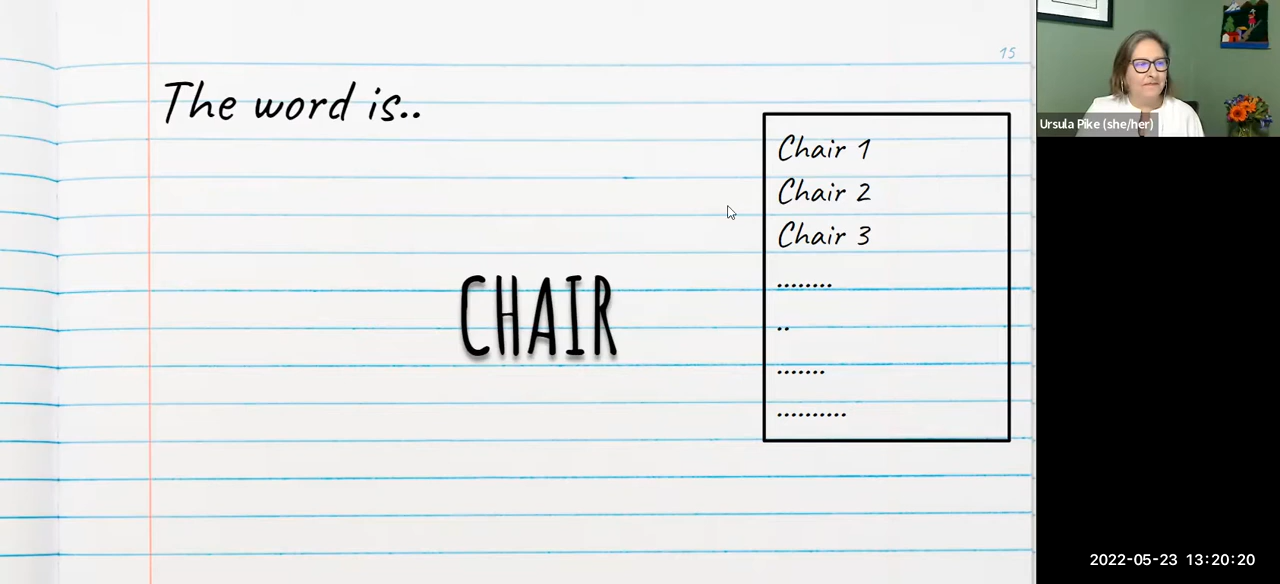 15
The word is..
CHAIR
Chair 1
Chair 2
Chair 3
........
..
.......
..........
Ursula Pike (she/her)
2022-05-23 13:20:20